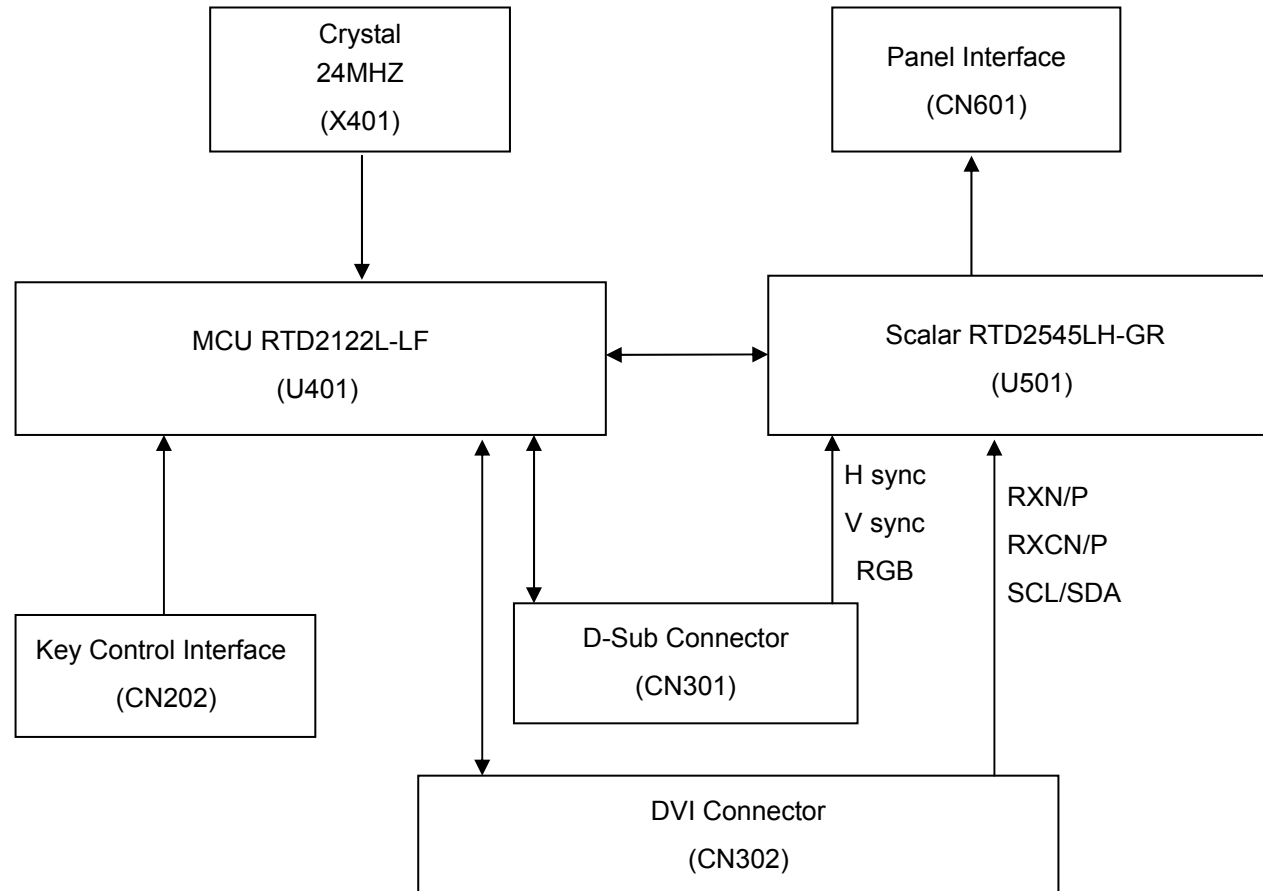 Crystal
24MHZ
(X401)
Panel Interface
(CN601)
MCU RTD2122L-LF
(U401)
Scalar RTD2545LH-GR
(U501)
H sync
V sync
RGB
RXN/P
RXCN/P
SCL/SDA
Key Control Interface
(CN202)
D-Sub Connector
(CN301)
DVI Connector
(CN302)